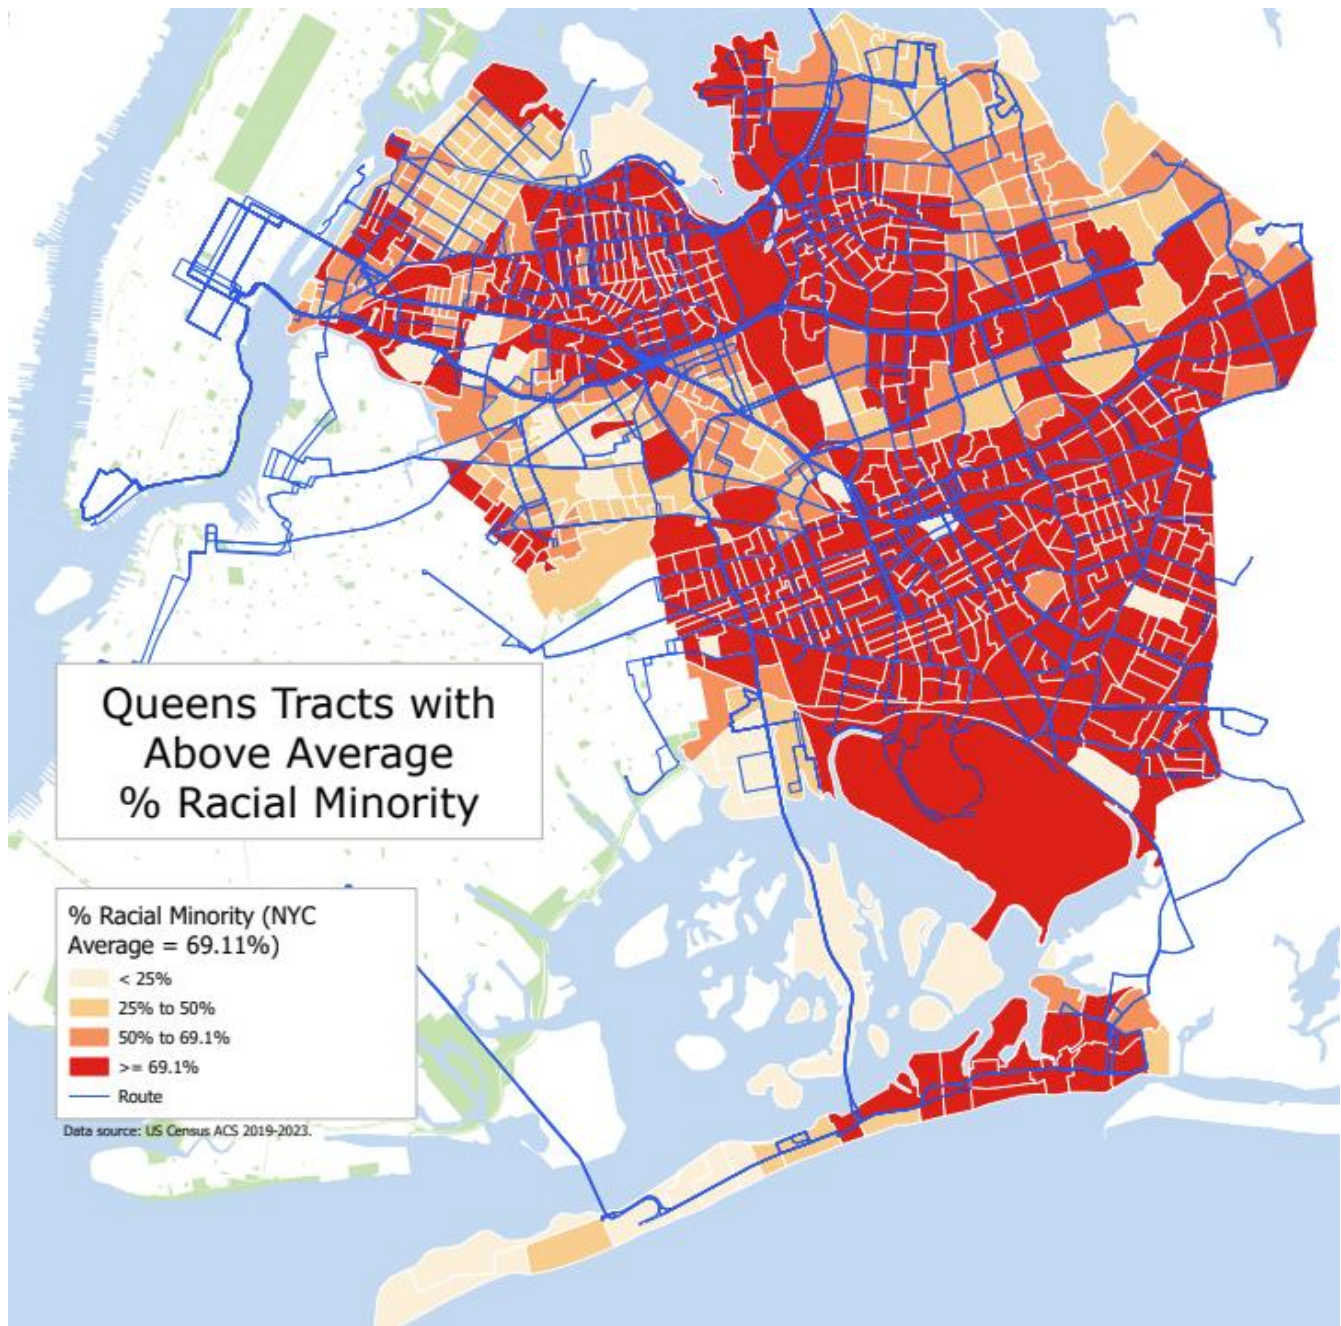 Queens Tracts with
Above Average
% Racial Minority
% Racial Minority (NYC
Average = 69.11%)
< 25%
25% to 50%
50% to 69.1%
>= 69.1%
Route
Data source: US Census ACS 2019-2023.